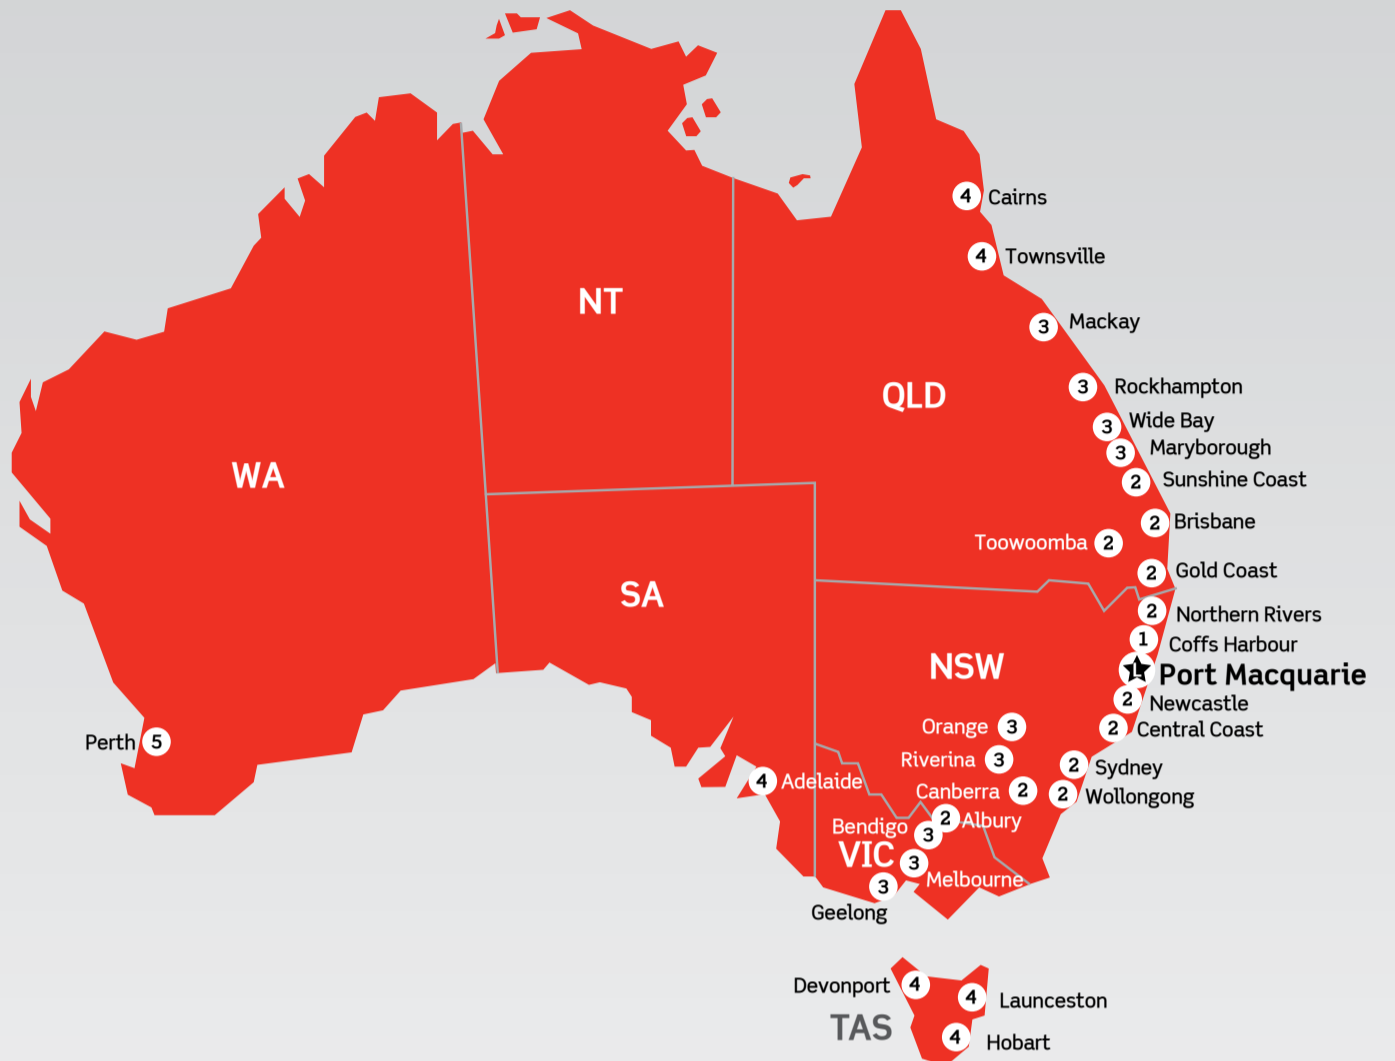 4 Cairns
4 Townsville
3 Mackay
NT
3 Rockhampton
QLD
3 Wide Bay
3 Maryborough
WA
2 Sunshine Coast
2 Brisbane
Toowoomba 2
2 Gold Coast
SA
2 Northern Rivers
1 Coffs Harbour
NSW
L Port Macquarie
2 Newcastle
Orange 3
2 Central Coast
Perth 5
Riverina 3
2 Sydney
4 Adelaide
Canberra 2
2 Wollongong
2 Albury
Bendigo 3
VIC
3 Melbourne
3
Geelong
Devonport 4
4 Launceston
TAS
4 Hobart